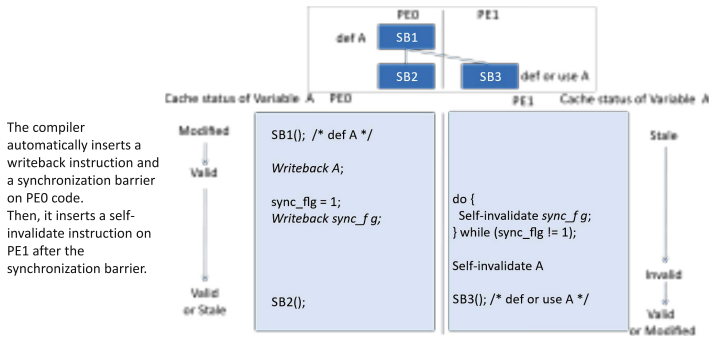 PE0 PE1
def A SB1
SB2 SB3 def or use A
Cache status of Variable A PE0
PE1 Cache status of Variable A
The compiler
automatically inserts a
writeback instruction and
a synchronization barrier
on PE0 code.
Then, it inserts a self-
invalidate instruction on
PE1 after the
synchronization barrier.
Modified
Valid
Valid
or Stale
SB1(); /* def A */
Writeback A;
sync_flg = 1;
Writeback sync_f g;
SB2();
do {
Self-invalidate sync_f g;
} while (sync_flg != 1);
Self-invalidate A
SB3(); /* def or use A */
Stale
Invalid
Valid
or Modified